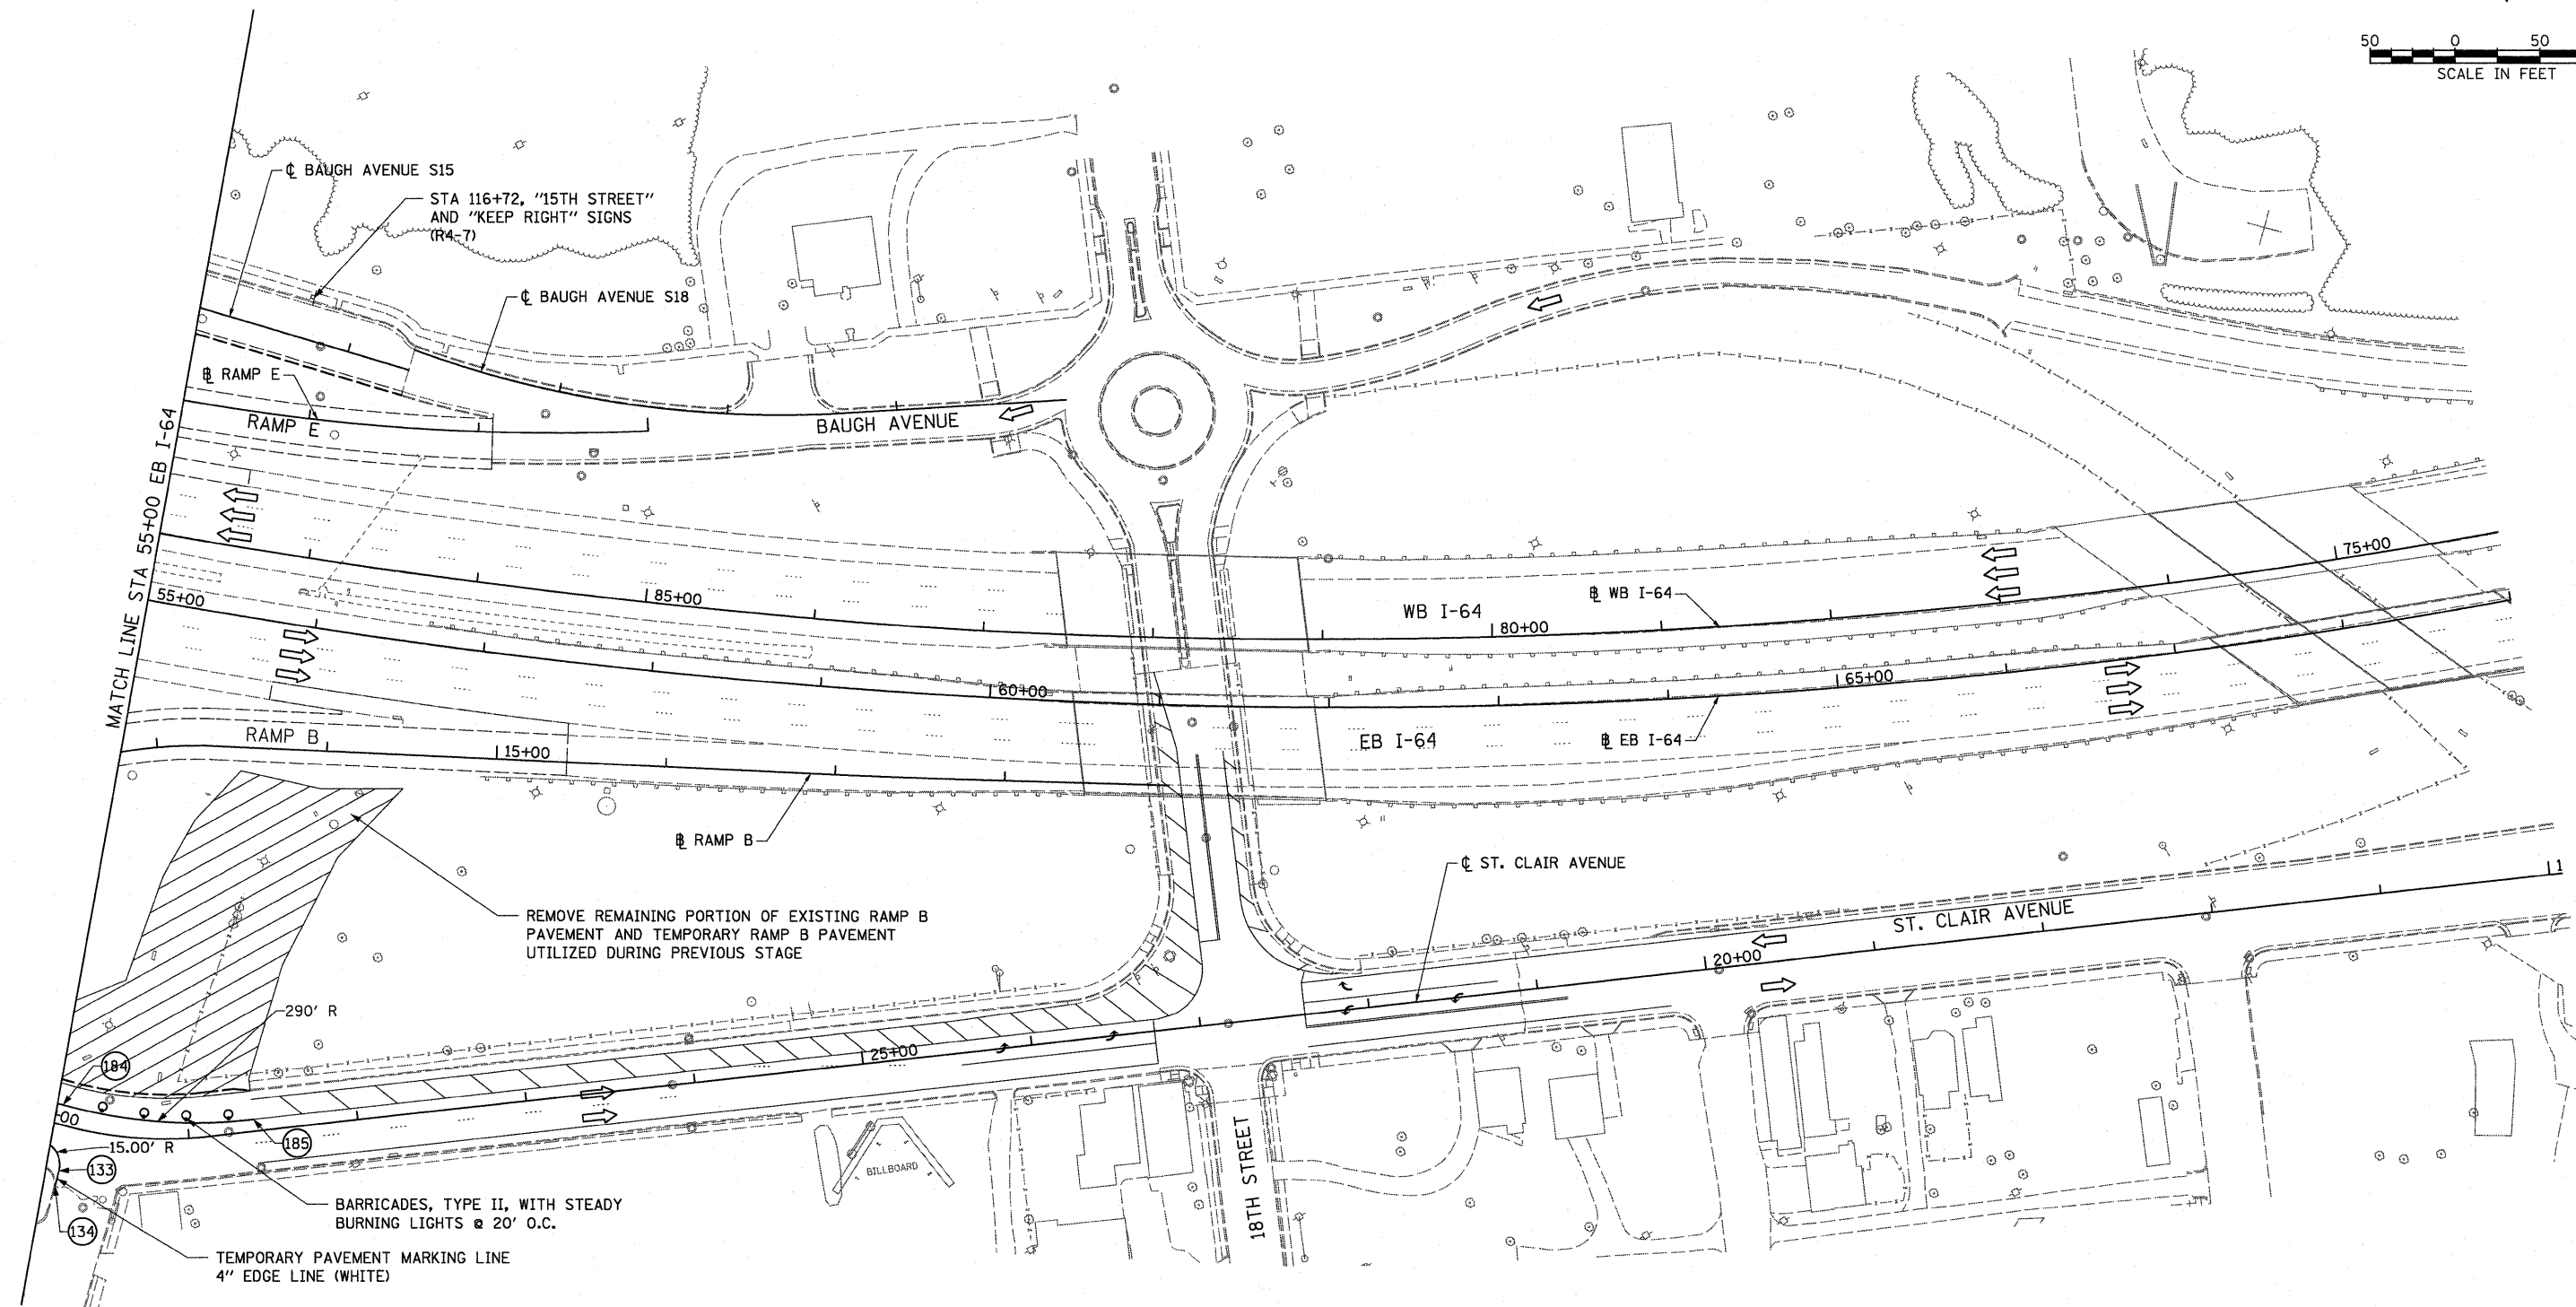 50 0 50
SCALE IN FEET
℄ BAUGH AVENUE S15
STA 116+72, "15TH STREET"
AND "KEEP RIGHT" SIGNS
(R4-7)
℄ BAUGH AVENUE S18
BAUGH AVENUE
RAMP E
RAMP E
MATCH LINE STA 55+00 EB I-64
55+00
85+00
WB I-64
WB I-64
80+00
75+00
60+00
65+00
EB I-64
EB I-64
RAMP B
15+00
RAMP B
REMOVE REMAINING PORTION OF EXISTING RAMP B
PAVEMENT AND TEMPORARY RAMP B PAVEMENT
UTILIZED DURING PREVIOUS STAGE
℄ ST. CLAIR AVENUE
ST. CLAIR AVENUE
20+00
1
290' R
25+00
184
00
185
15.00' R
133
134
BARRICADES, TYPE II, WITH STEADY
BURNING LIGHTS @ 20' O.C.
TEMPORARY PAVEMENT MARKING LINE
4" EDGE LINE (WHITE)
BILLBOARD
18TH STREET